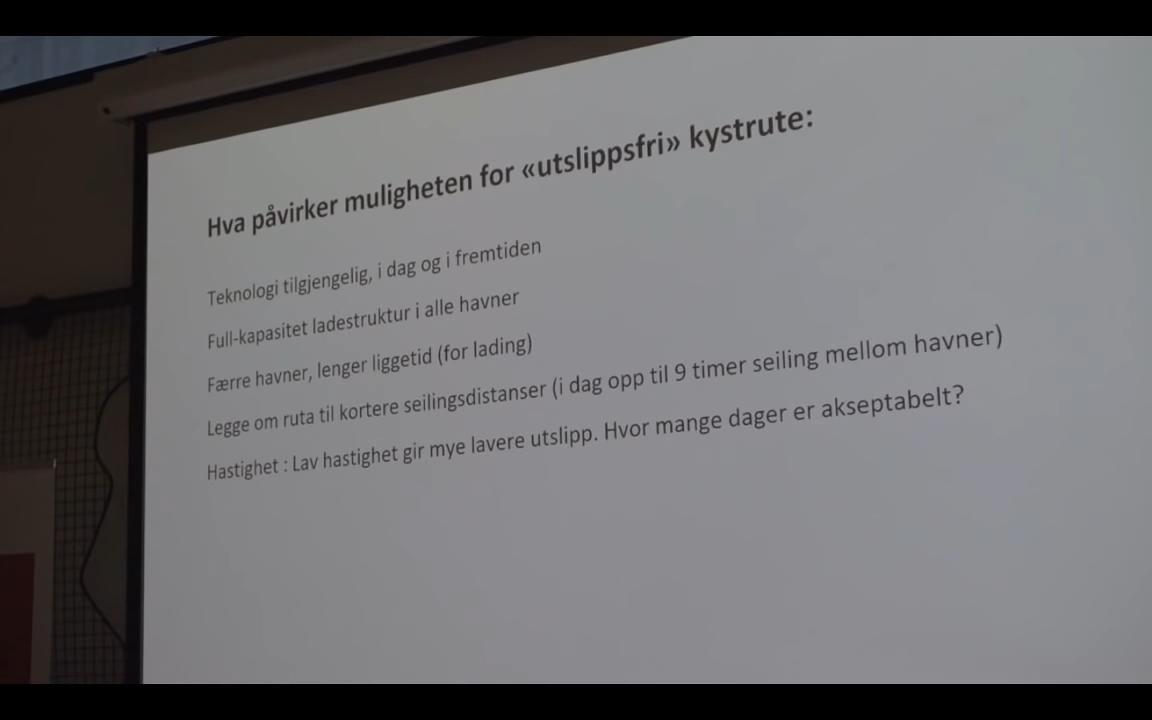 Hva påvirker muligheten for «utslippsfri» kystrute:
Teknologi tilgjengelig, i dag og i fremtiden
Full-kapasitet ladestruktur i alle havner
Færre havner, lenger liggetid (for lading)
Legge om ruta til kortere seilingsdistanser (i dag opp til 9 timer seiling mellom havner)
Hastighet : Lav hastighet gir mye lavere utslipp. Hvor mange dager er akseptabelt?